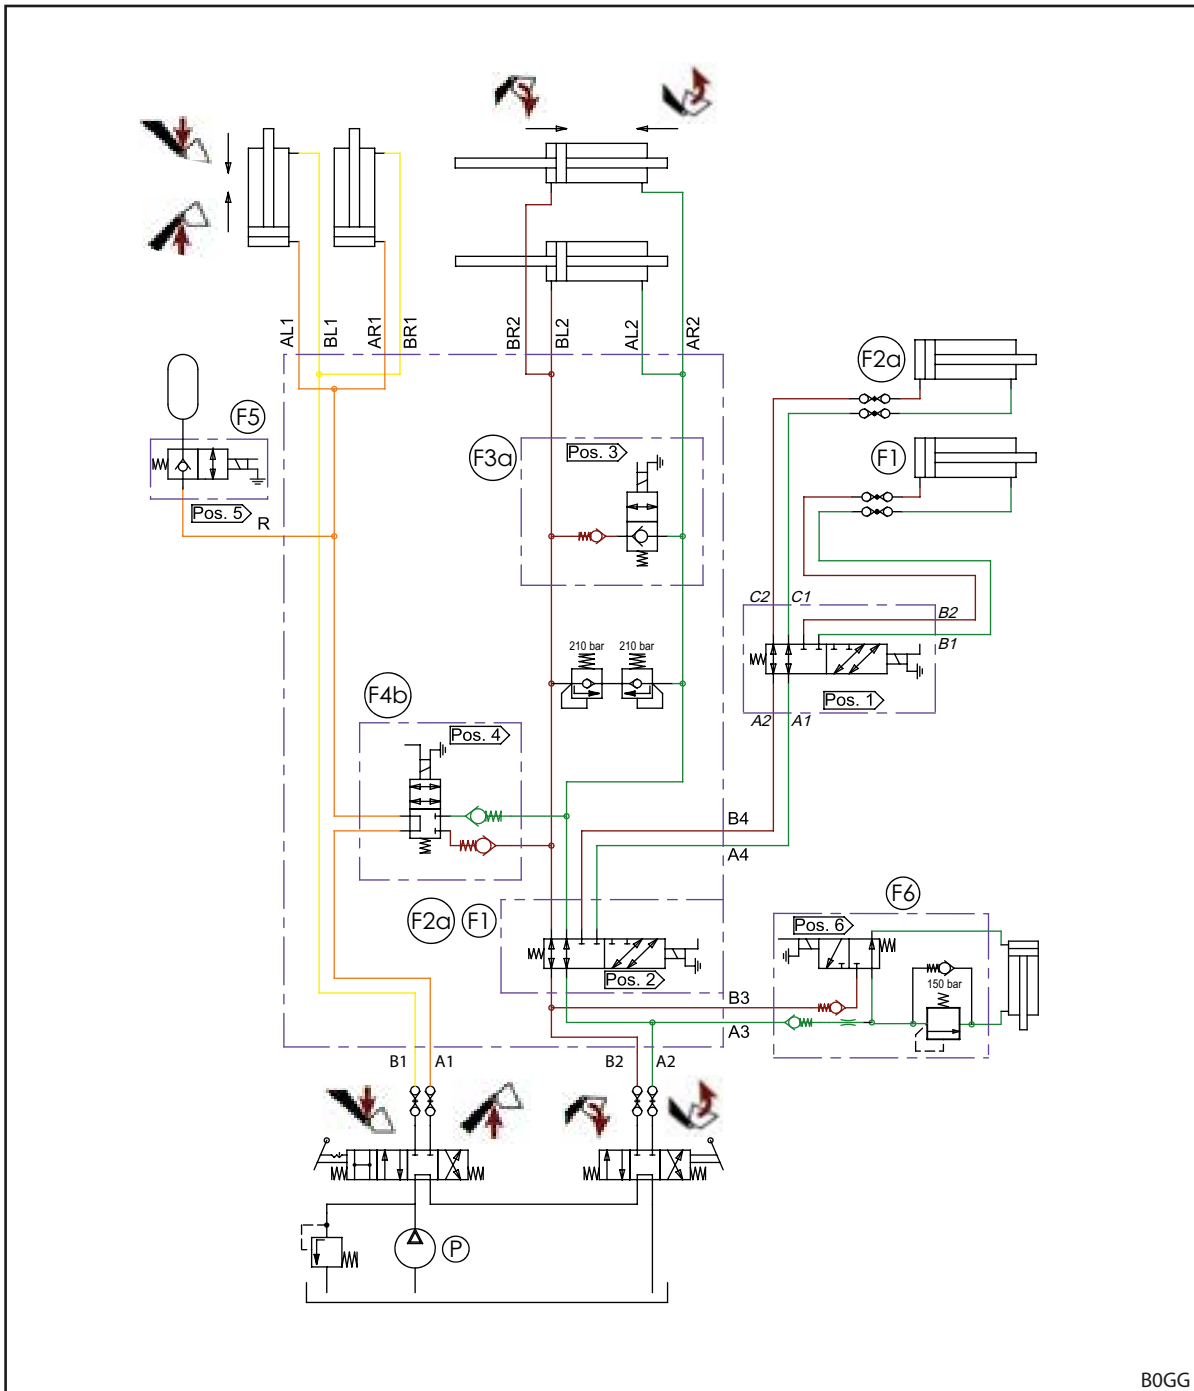 AL1
BL1
AR1
BR1
BR2
BL2
AL2
AR2
F2a
F5
F3a
Pos. 3
F1
Pos. 5
R
C2
C1
B2
B1
210 bar
210 bar
F4b
Pos. 4
Pos. 1
A2
A1
B4
A4
F2a
F1
F6
Pos. 6
Pos. 2
150 bar
B3
A3
B1
A1
B2
A2
P
B0GG